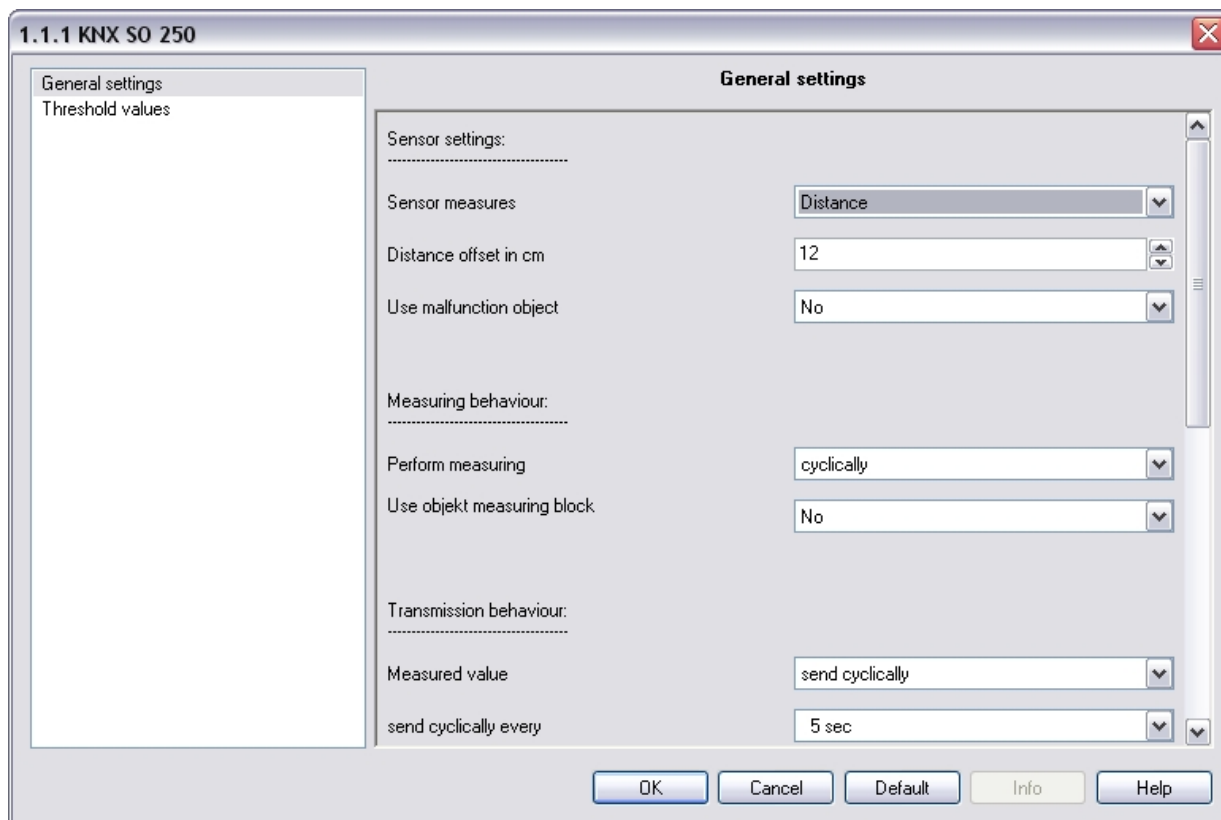 1.1.1 KNX SO 250
General settings
Threshold values
General settings
Sensor settings:
--------------------------------------
Sensor measures Distance
Distance offset in cm 12
Use malfunction object No
Measuring behaviour:
--------------------------------------
Perform measuring cyclically
Use objekt measuring block No
Transmission behaviour:
--------------------------------------
Measured value send cyclically
send cyclically every 5 sec
OK Cancel Default Info Help